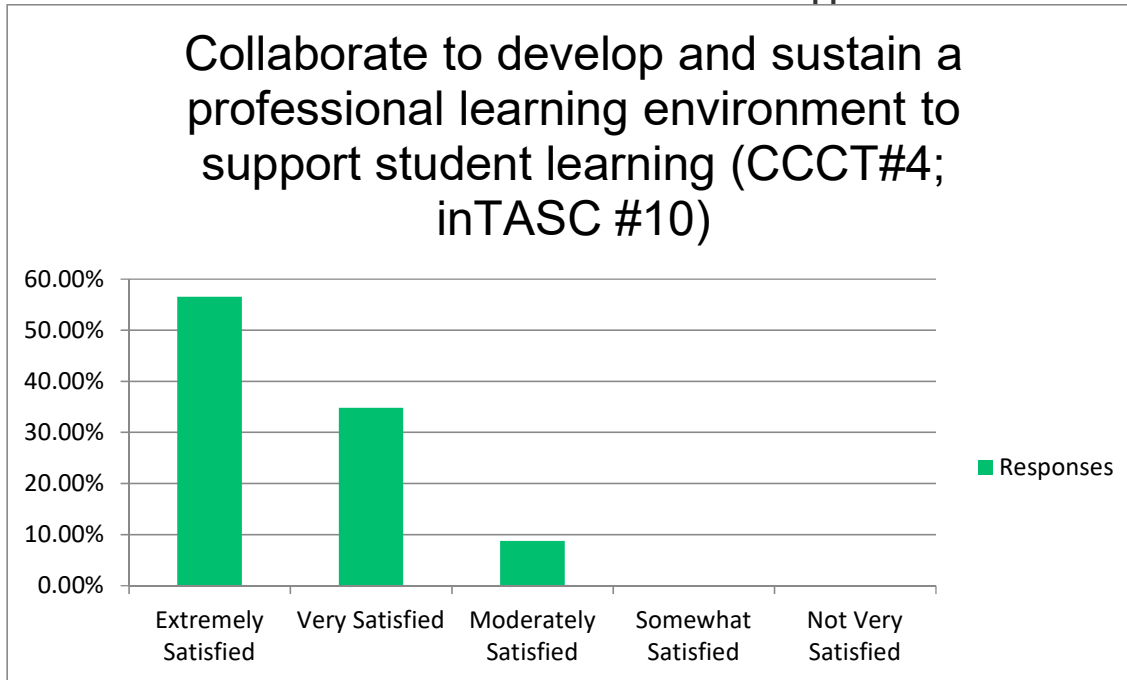 Collaborate to develop and sustain a
professional learning environment to
support student learning (CCCT#4;
inTASC #10)
60.00%
50.00%
40.00%
30.00%
20.00%
10.00%
0.00%
Responses
Extremely Satisfied
Very Satisfied
Moderately Satisfied
Somewhat Satisfied
Not Very Satisfied